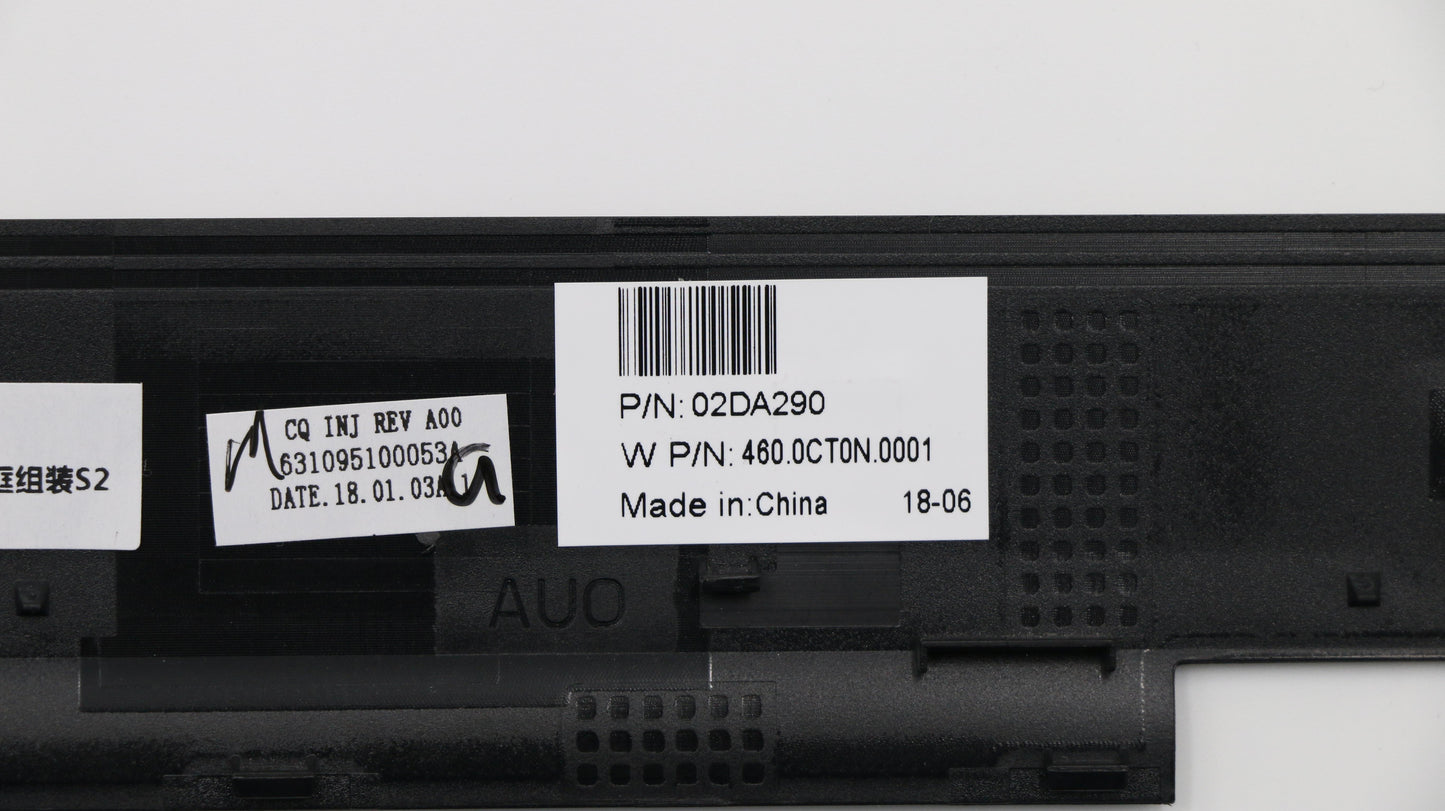 框组装S2
CQ INJ REV A00
631095100053A
DATE.18.01.03A
M
a
P/N: 02DA290
W P/N: 460.0CT0N.0001
Made in:China 18-06
AUO